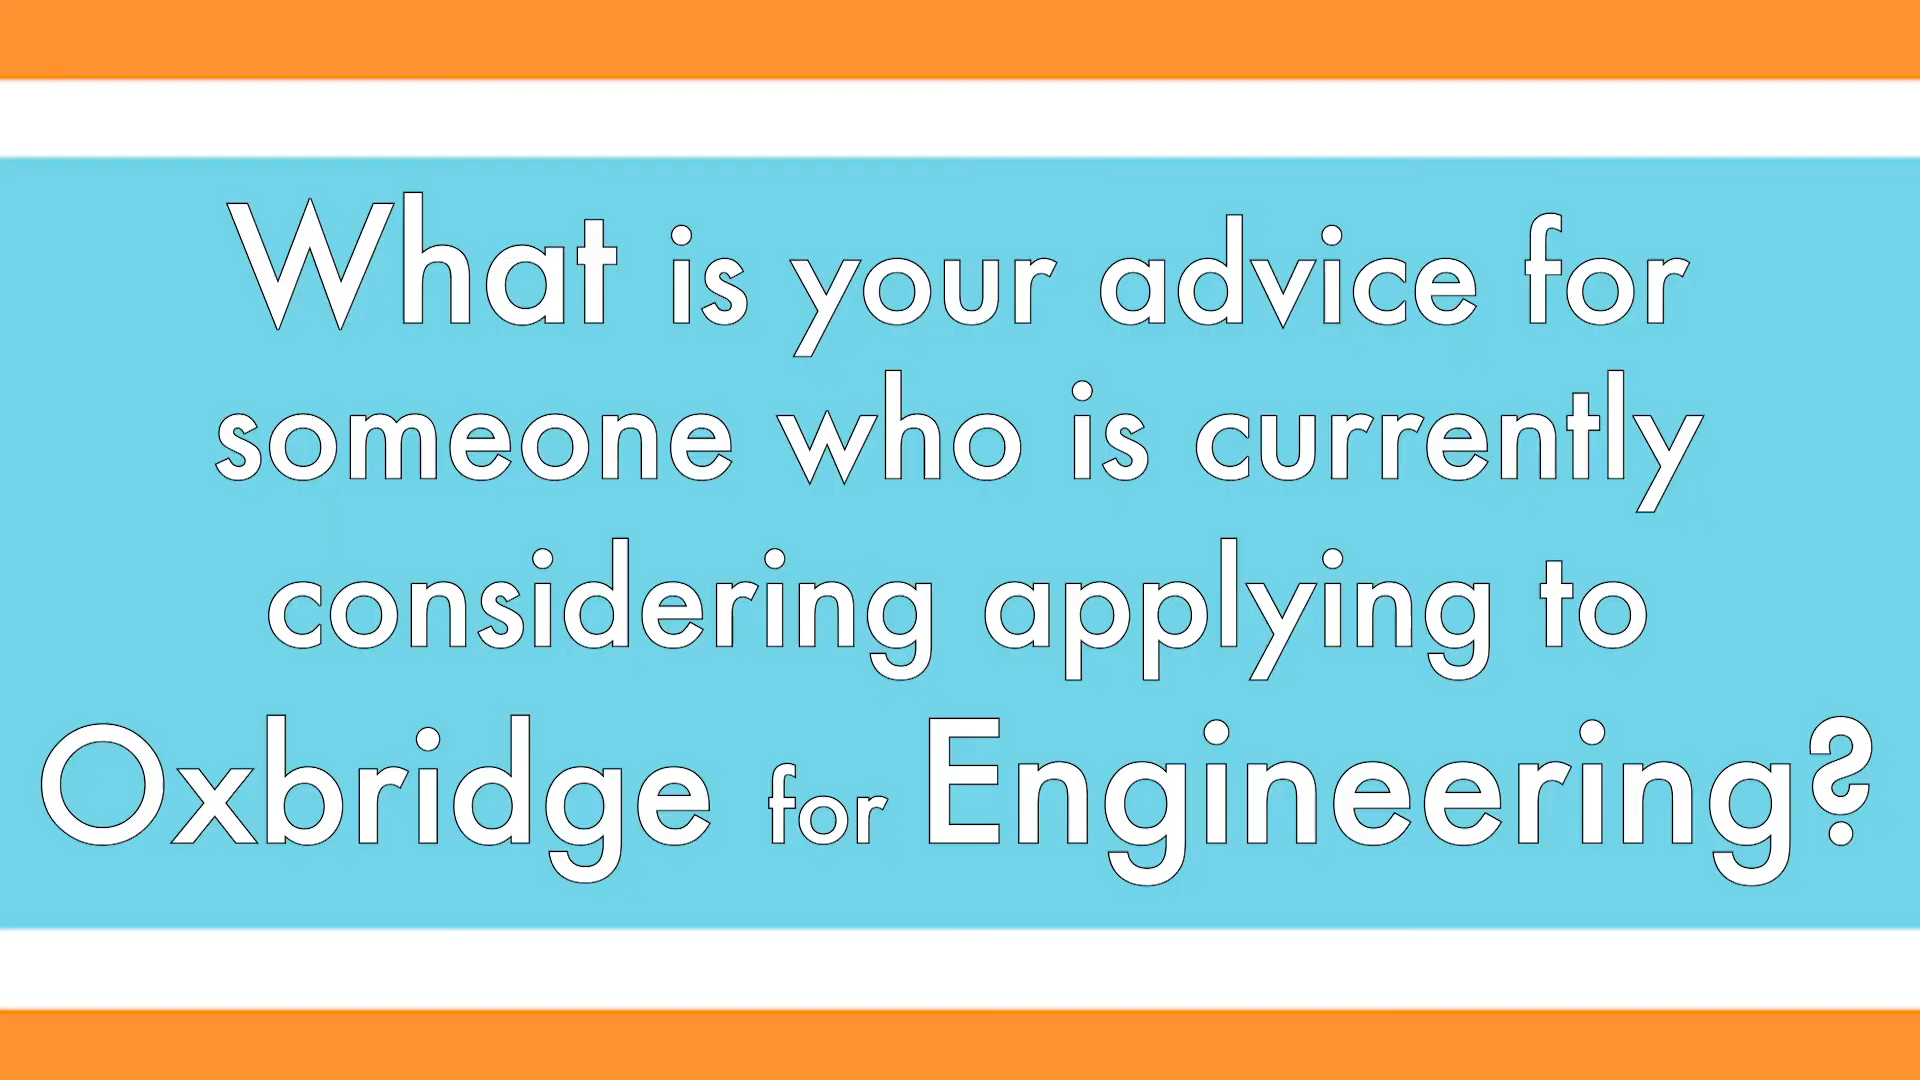 What is your advice for
someone who is currently
considering applying to
Oxbridge for Engineering?